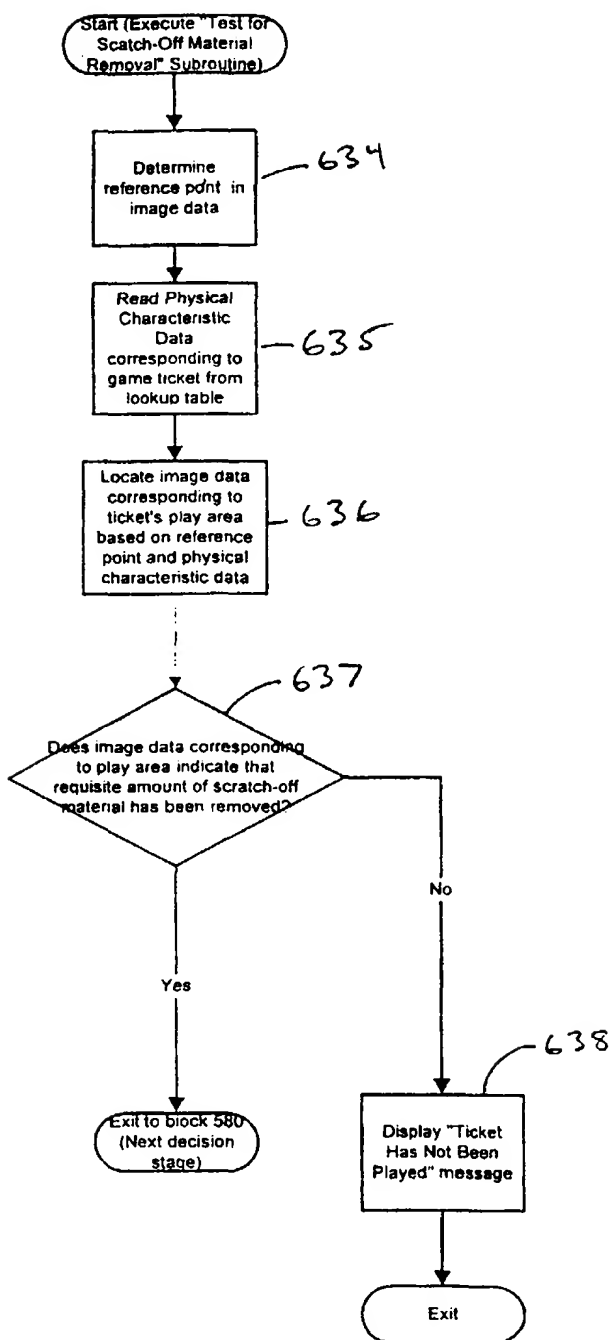 Start (Execute "Test for
Scatch-Off Material
Removal" Subroutine)
634
Determine
reference point in
image data
Read Physical
Characteristic
Data
corresponding to
game ticket from
lookup table
635
Locate image data
corresponding to
ticket's play area
based on reference
point and physical
characteristic data
636
637
Does image data corresponding
to play area indicate that
requisite amount of scratch-off
material has been removed?
No
Yes
638
Exit to block 580
(Next decision
stage)
Display "Ticket
Has Not Been
Played" message
Exit